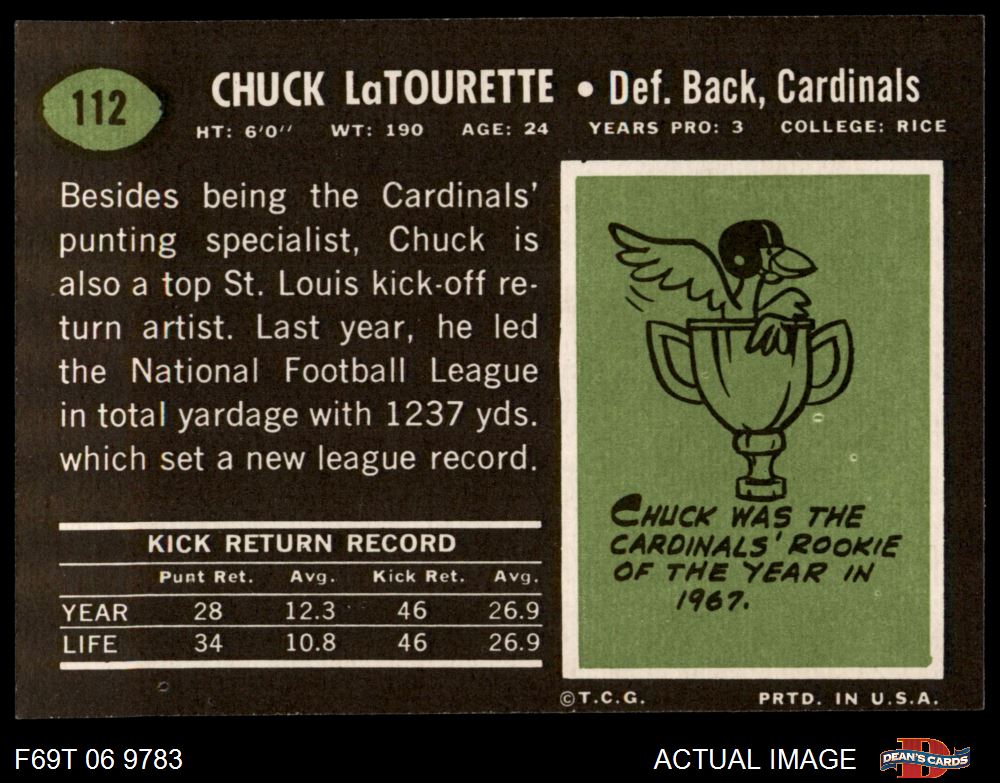 112
CHUCK LaTOURETTE • Def. Back, Cardinals
HT: 6'0" WT: 190 AGE: 24 YEARS PRO: 3 COLLEGE: RICE
Besides being the Cardinals'
punting specialist, Chuck is
also a top St. Louis kick-off re-
turn artist. Last year, he led
the National Football League
in total yardage with 1237 yds.
which set a new league record.
KICK RETURN RECORD
Punt Ret. Avg. Kick Ret. Avg.
YEAR 28 12.3 46 26.9
LIFE 34 10.8 46 26.9
CHUCK WAS THE
CARDINALS' ROOKIE
OF THE YEAR IN
1967.
©T.C.G. PRTD. IN U.S.A.
F69T 06 9783 ACTUAL IMAGE
DEAN'S CARDS